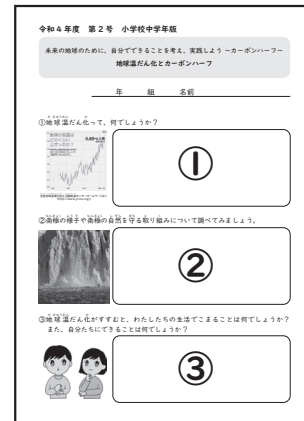 令和4年度 第2号 小学校中学年版
未来の地球のために、自分でできることを考え、実践しよう ～カーボンハーフ～
地球温だん化とカーボンハーフ
年 組 名前
①地球温だん化って、何でしょうか?
①
②南極の様子や南極の自然を守る取り組みについて調べてみましょう。
②
③地球温だん化がすすむと、わたしたちの生活でこまることは何でしょうか?
また、自分たちにできることは何でしょうか?
③